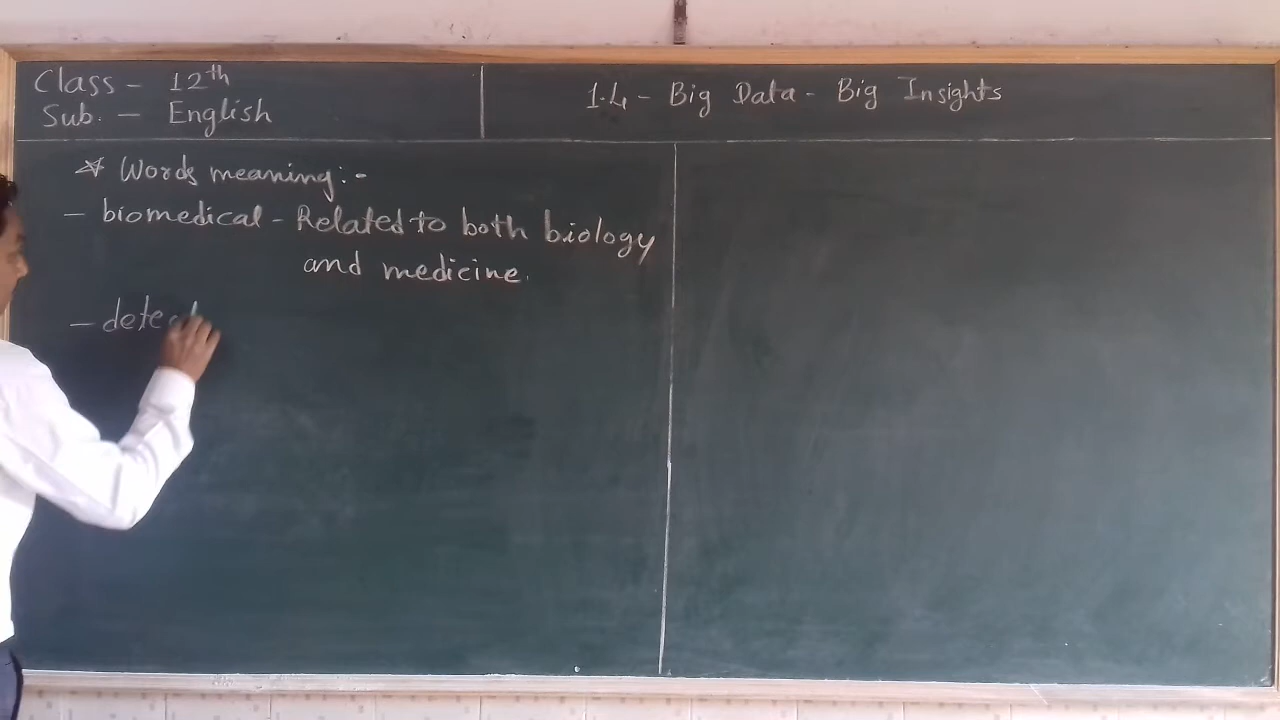 Class - 12th
Sub. - English
1.4 - Big Data - Big Insights
* Words meaning:-
- biomedical - Related to both biology
and medicine.
- detect